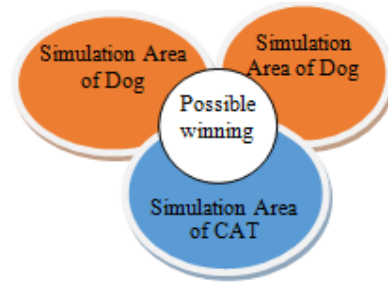 Simulation Area
of Dog
Simulation
Area of Dog
Possible
winning
Simulation Area
of CAT